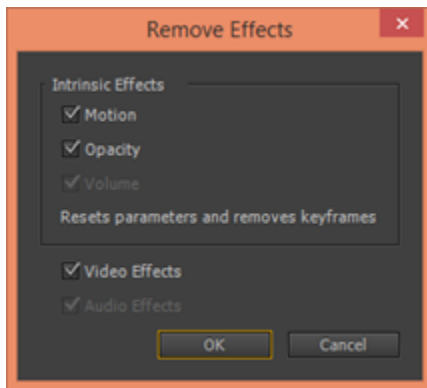 Remove Effects
Intrinsic Effects
Motion
Opacity
Volume
Resets parameters and removes keyframes
Video Effects
Audio Effects
OK Cancel